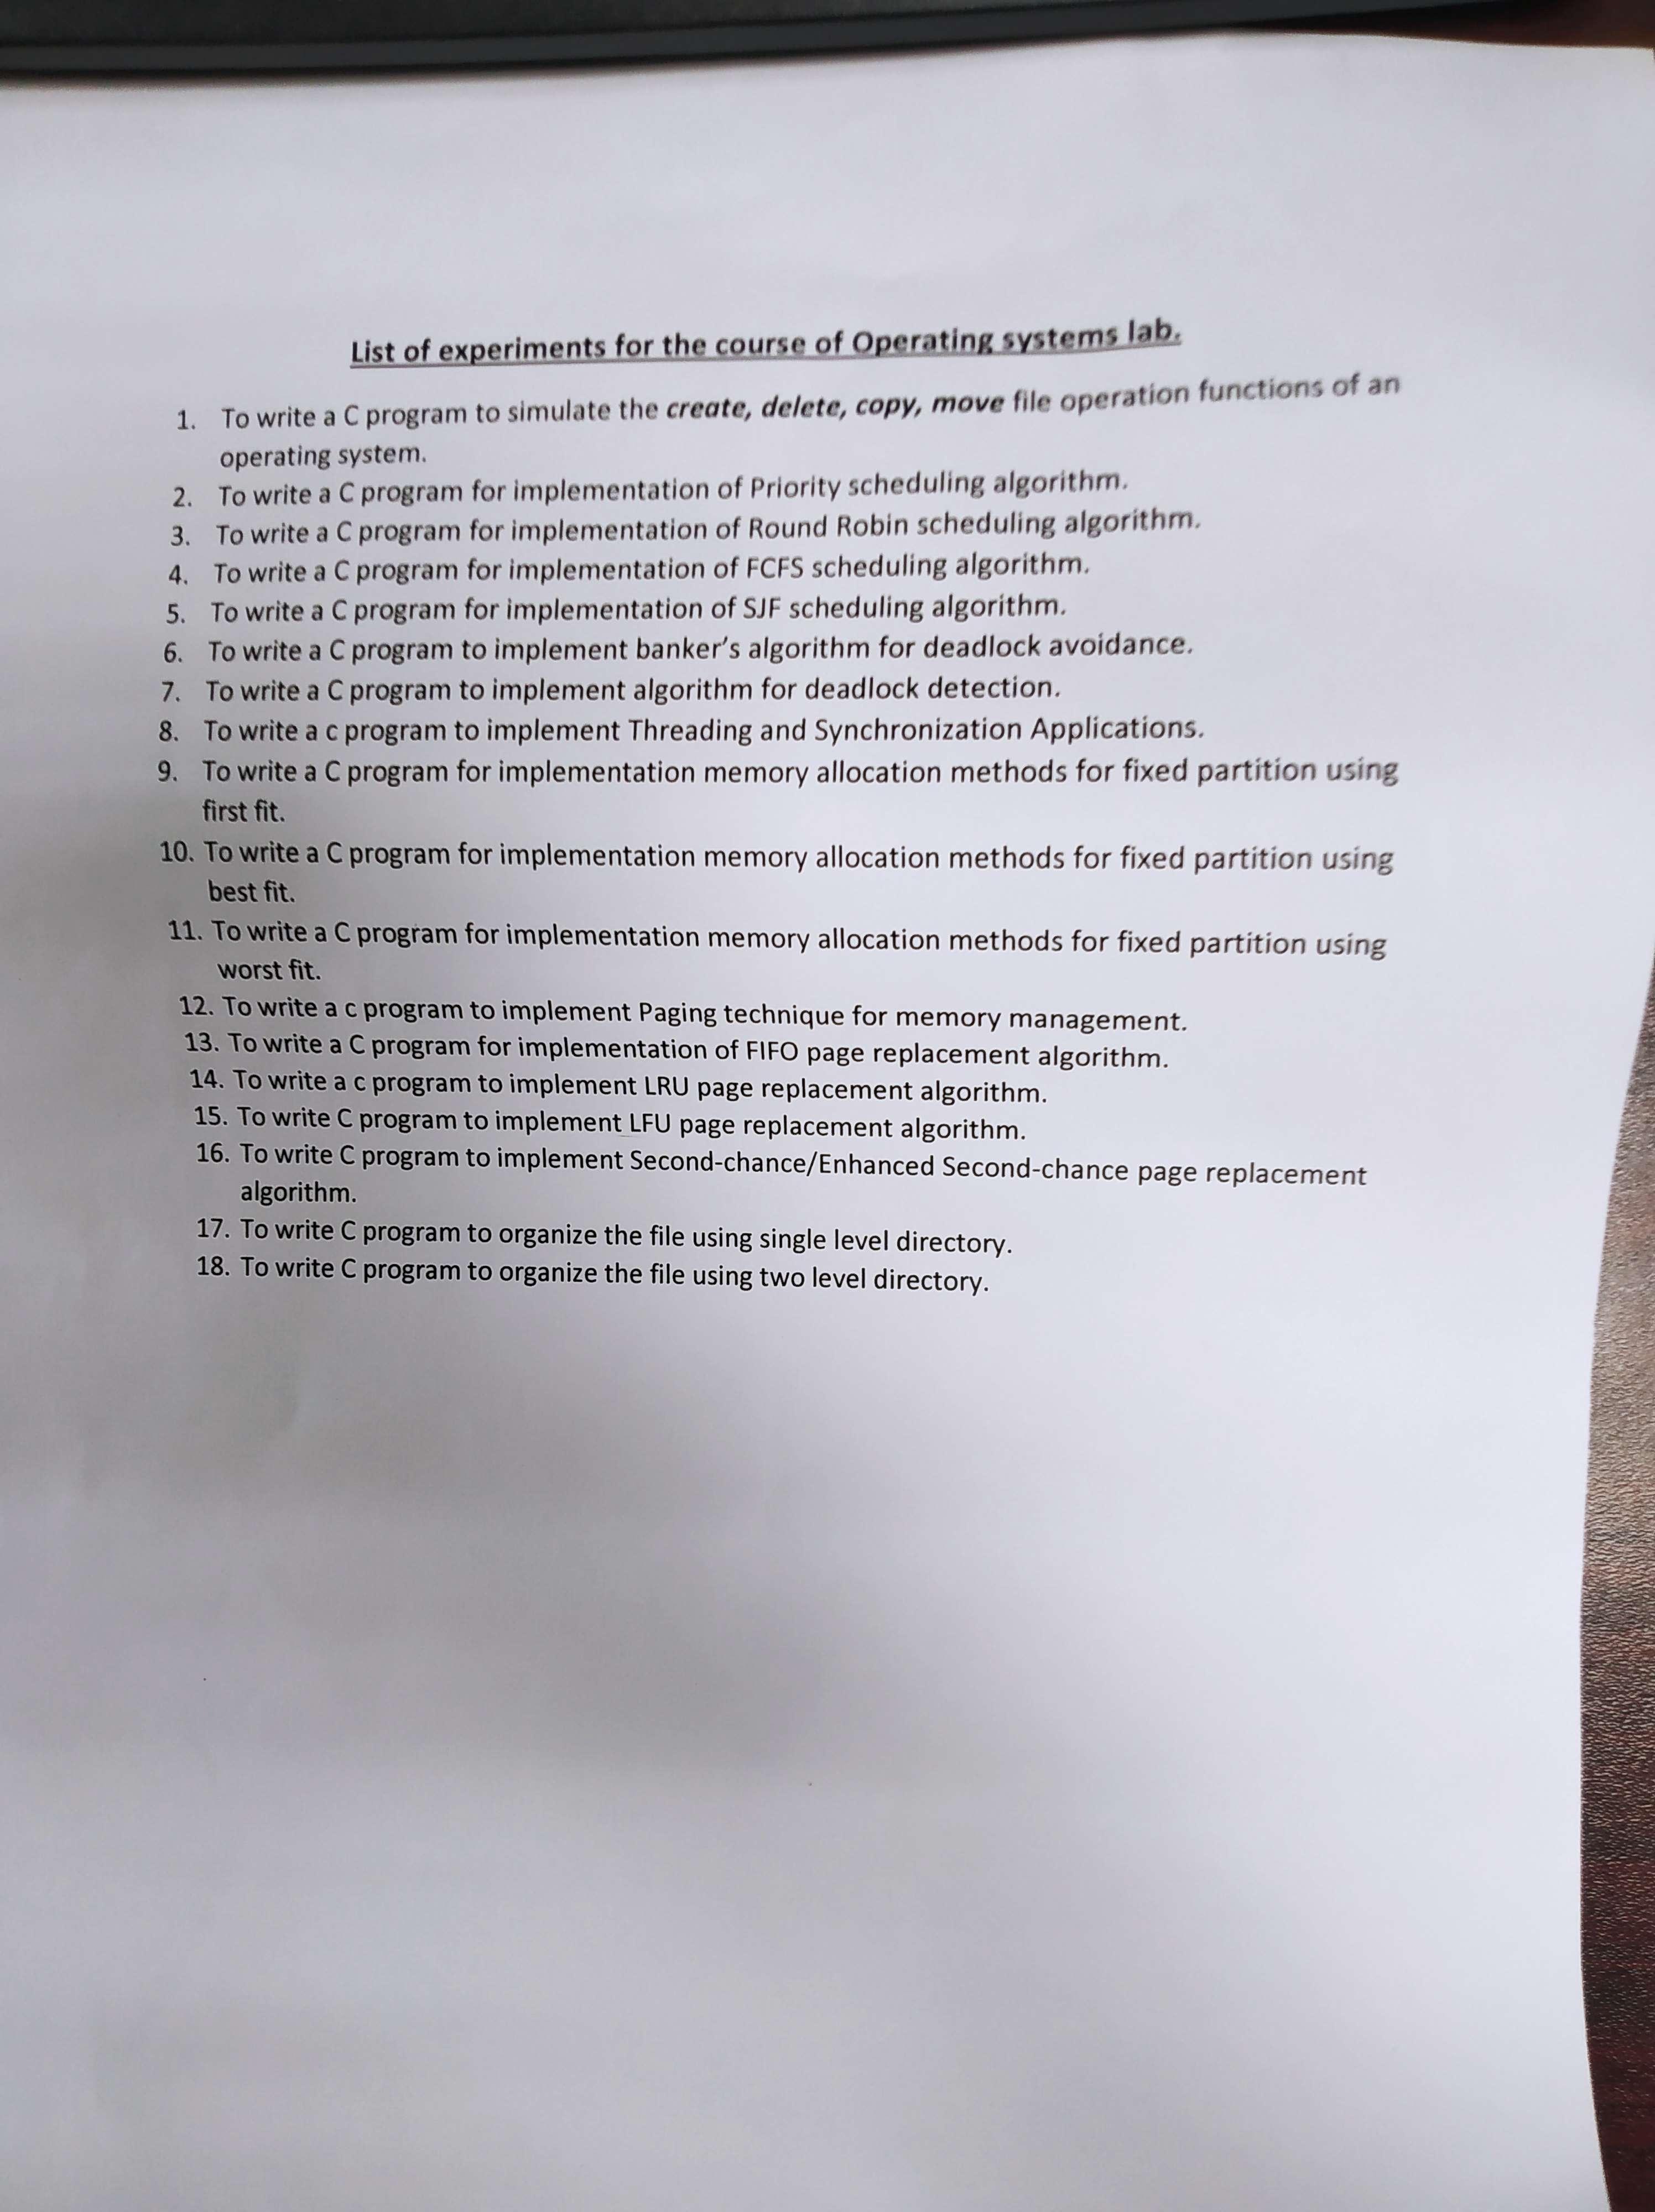 List of experiments for the course of Operating systems lab.
1. To write a C program to simulate the create, delete, copy, move file operation functions of an
operating system.
2. To write a C program for implementation of Priority scheduling algorithm.
3. To write a C program for implementation of Round Robin scheduling algorithm.
4. To write a C program for implementation of FCFS scheduling algorithm.
5. To write a C program for implementation of SJF scheduling algorithm.
6. To write a C program to implement banker's algorithm for deadlock avoidance.
7. To write a C program to implement algorithm for deadlock detection.
8. To write a c program to implement Threading and Synchronization Applications.
9. To write a C program for implementation memory allocation methods for fixed partition using
first fit.
10. To write a C program for implementation memory allocation methods for fixed partition using
best fit.
11. To write a C program for implementation memory allocation methods for fixed partition using
worst fit.
12. To write a c program to implement Paging technique for memory management.
13. To write a C program for implementation of FIFO page replacement algorithm.
14. To write a c program to implement LRU page replacement algorithm.
15. To write C program to implement LFU page replacement algorithm.
16. To write C program to implement Second-chance/Enhanced Second-chance page replacement
algorithm.
17. To write C program to organize the file using single level directory.
18. To write C program to organize the file using two level directory.